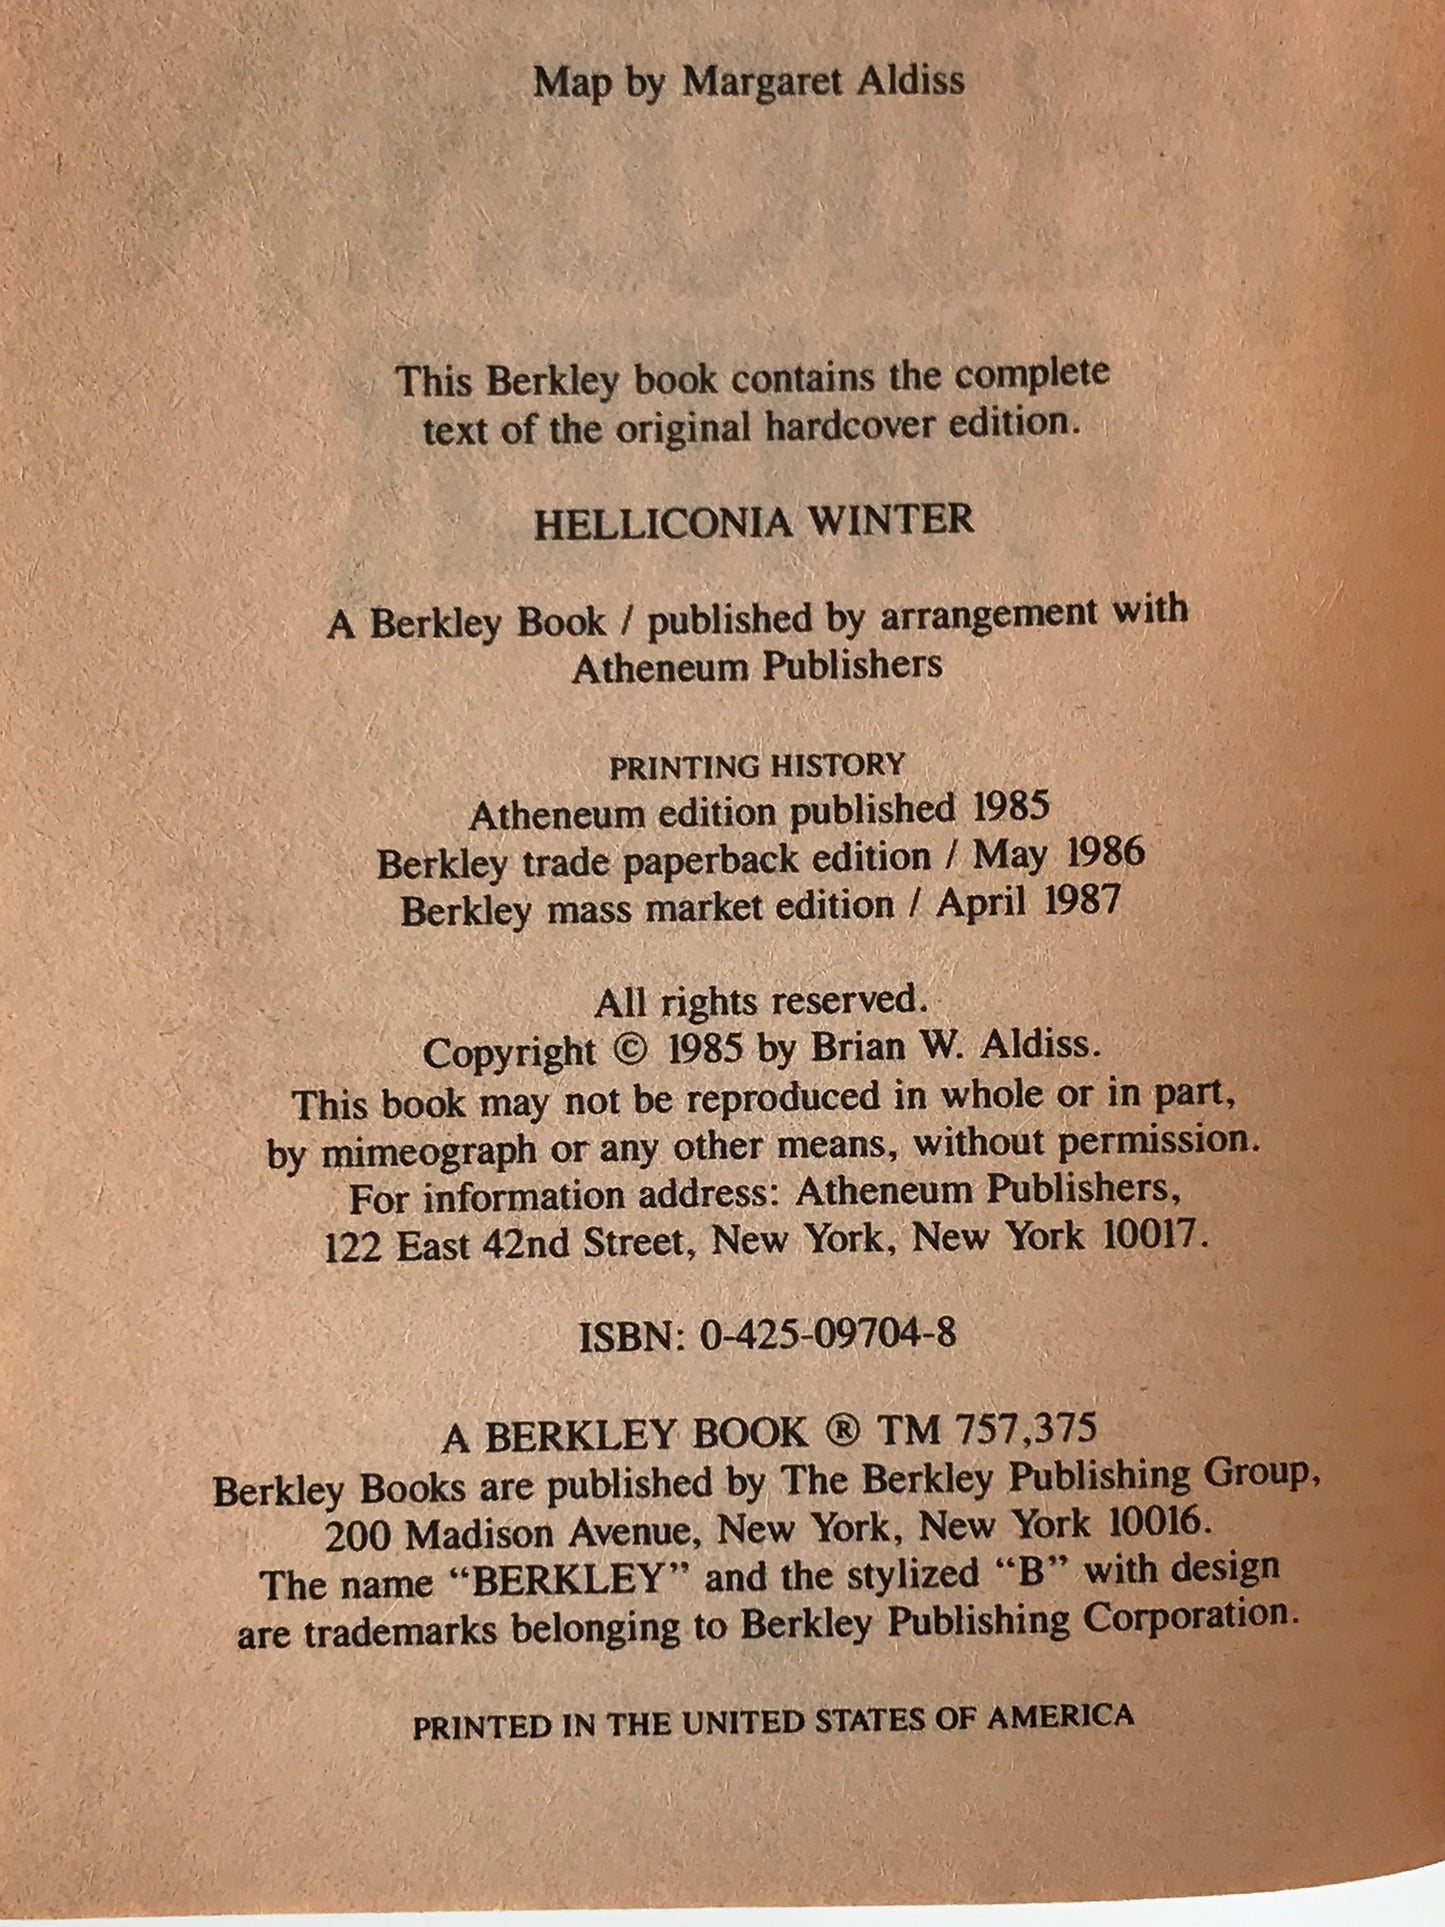 Map by Margaret Aldiss
This Berkley book contains the complete
text of the original hardcover edition.
HELLICONIA WINTER
A Berkley Book / published by arrangement with
Atheneum Publishers
PRINTING HISTORY
Atheneum edition published 1985
Berkley trade paperback edition / May 1986
Berkley mass market edition / April 1987
All rights reserved.
Copyright © 1985 by Brian W. Aldiss.
This book may not be reproduced in whole or in part,
by mimeograph or any other means, without permission.
For information address: Atheneum Publishers,
122 East 42nd Street, New York, New York 10017.
ISBN: 0-425-09704-8
A BERKLEY BOOK ® TM 757,375
Berkley Books are published by The Berkley Publishing Group,
200 Madison Avenue, New York, New York 10016.
The name “BERKLEY” and the stylized “B” with design
are trademarks belonging to Berkley Publishing Corporation.
PRINTED IN THE UNITED STATES OF AMERICA